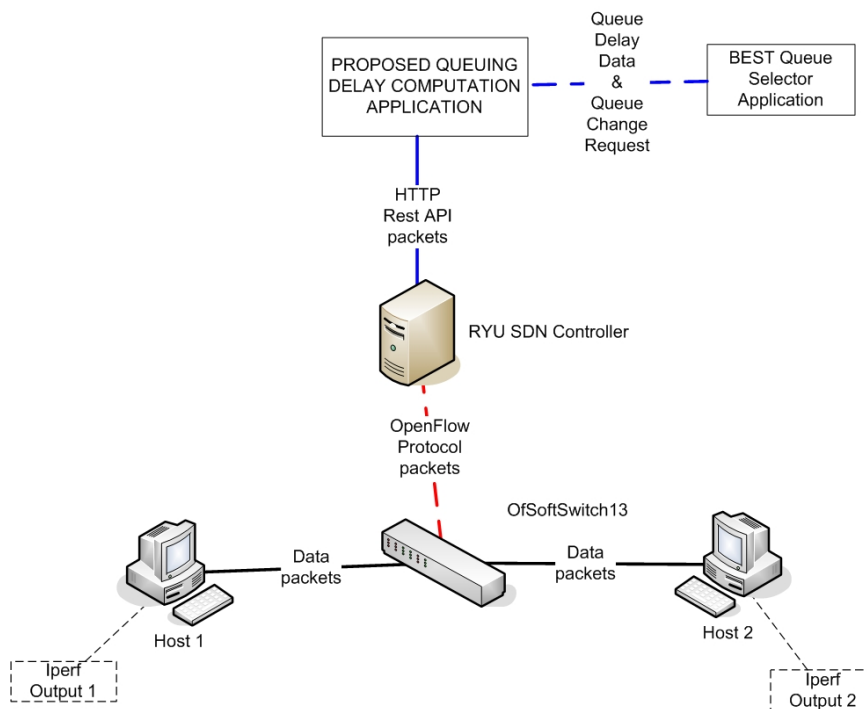 PROPOSED QUEUING
DELAY COMPUTATION
APPLICATION
Queue
Delay
Data
&
Queue
Change
Request
BEST Queue
Selector
Application
HTTP
Rest API
packets
RYU SDN Controller
OpenFlow
Protocol
packets
OfSoftSwitch13
Data
packets
Data
packets
Host 1
Host 2
Iperf
Output 1
Iperf
Output 2